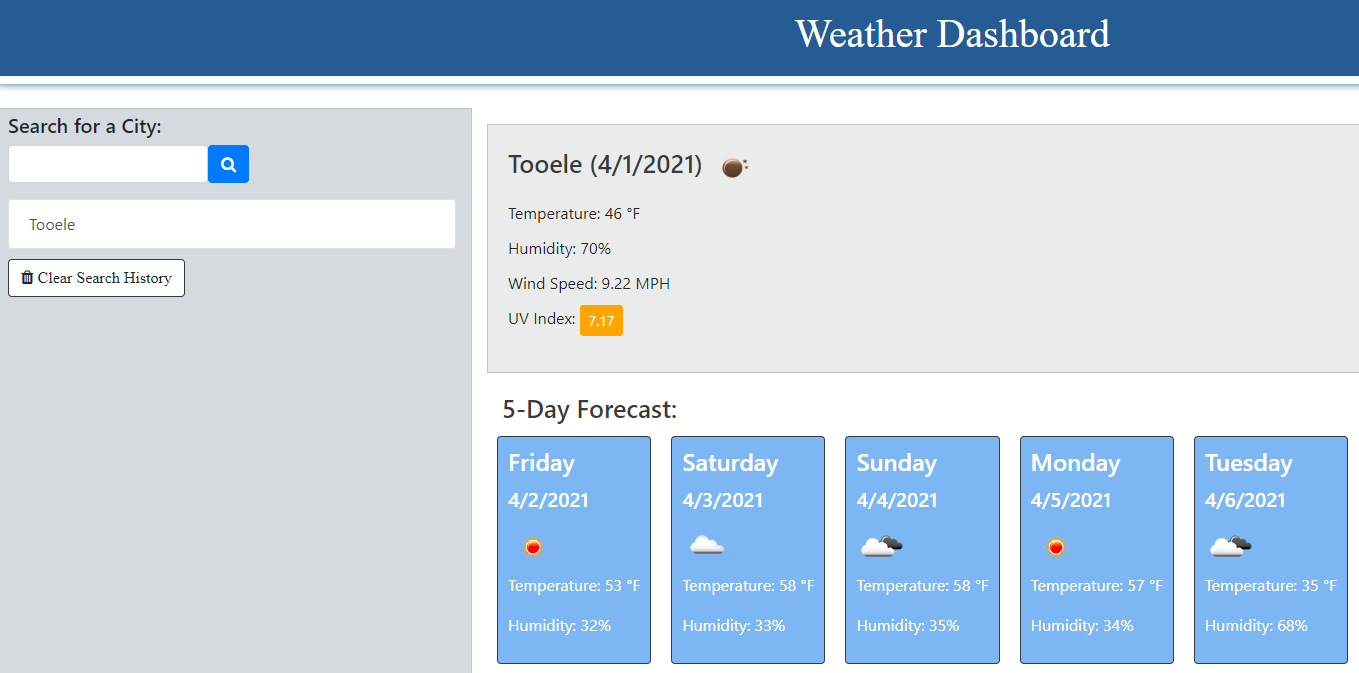 Weather Dashboard
Search for a City:
Tooele
Clear Search History
Tooele (4/1/2021)
Temperature: 46 °F
Humidity: 70%
Wind Speed: 9.22 MPH
UV Index: 7.17
5-Day Forecast:
Friday
4/2/2021
Temperature: 53 °F
Humidity: 32%
Saturday
4/3/2021
Temperature: 58 °F
Humidity: 33%
Sunday
4/4/2021
Temperature: 58 °F
Humidity: 35%
Monday
4/5/2021
Temperature: 57 °F
Humidity: 34%
Tuesday
4/6/2021
Temperature: 35 °F
Humidity: 68%